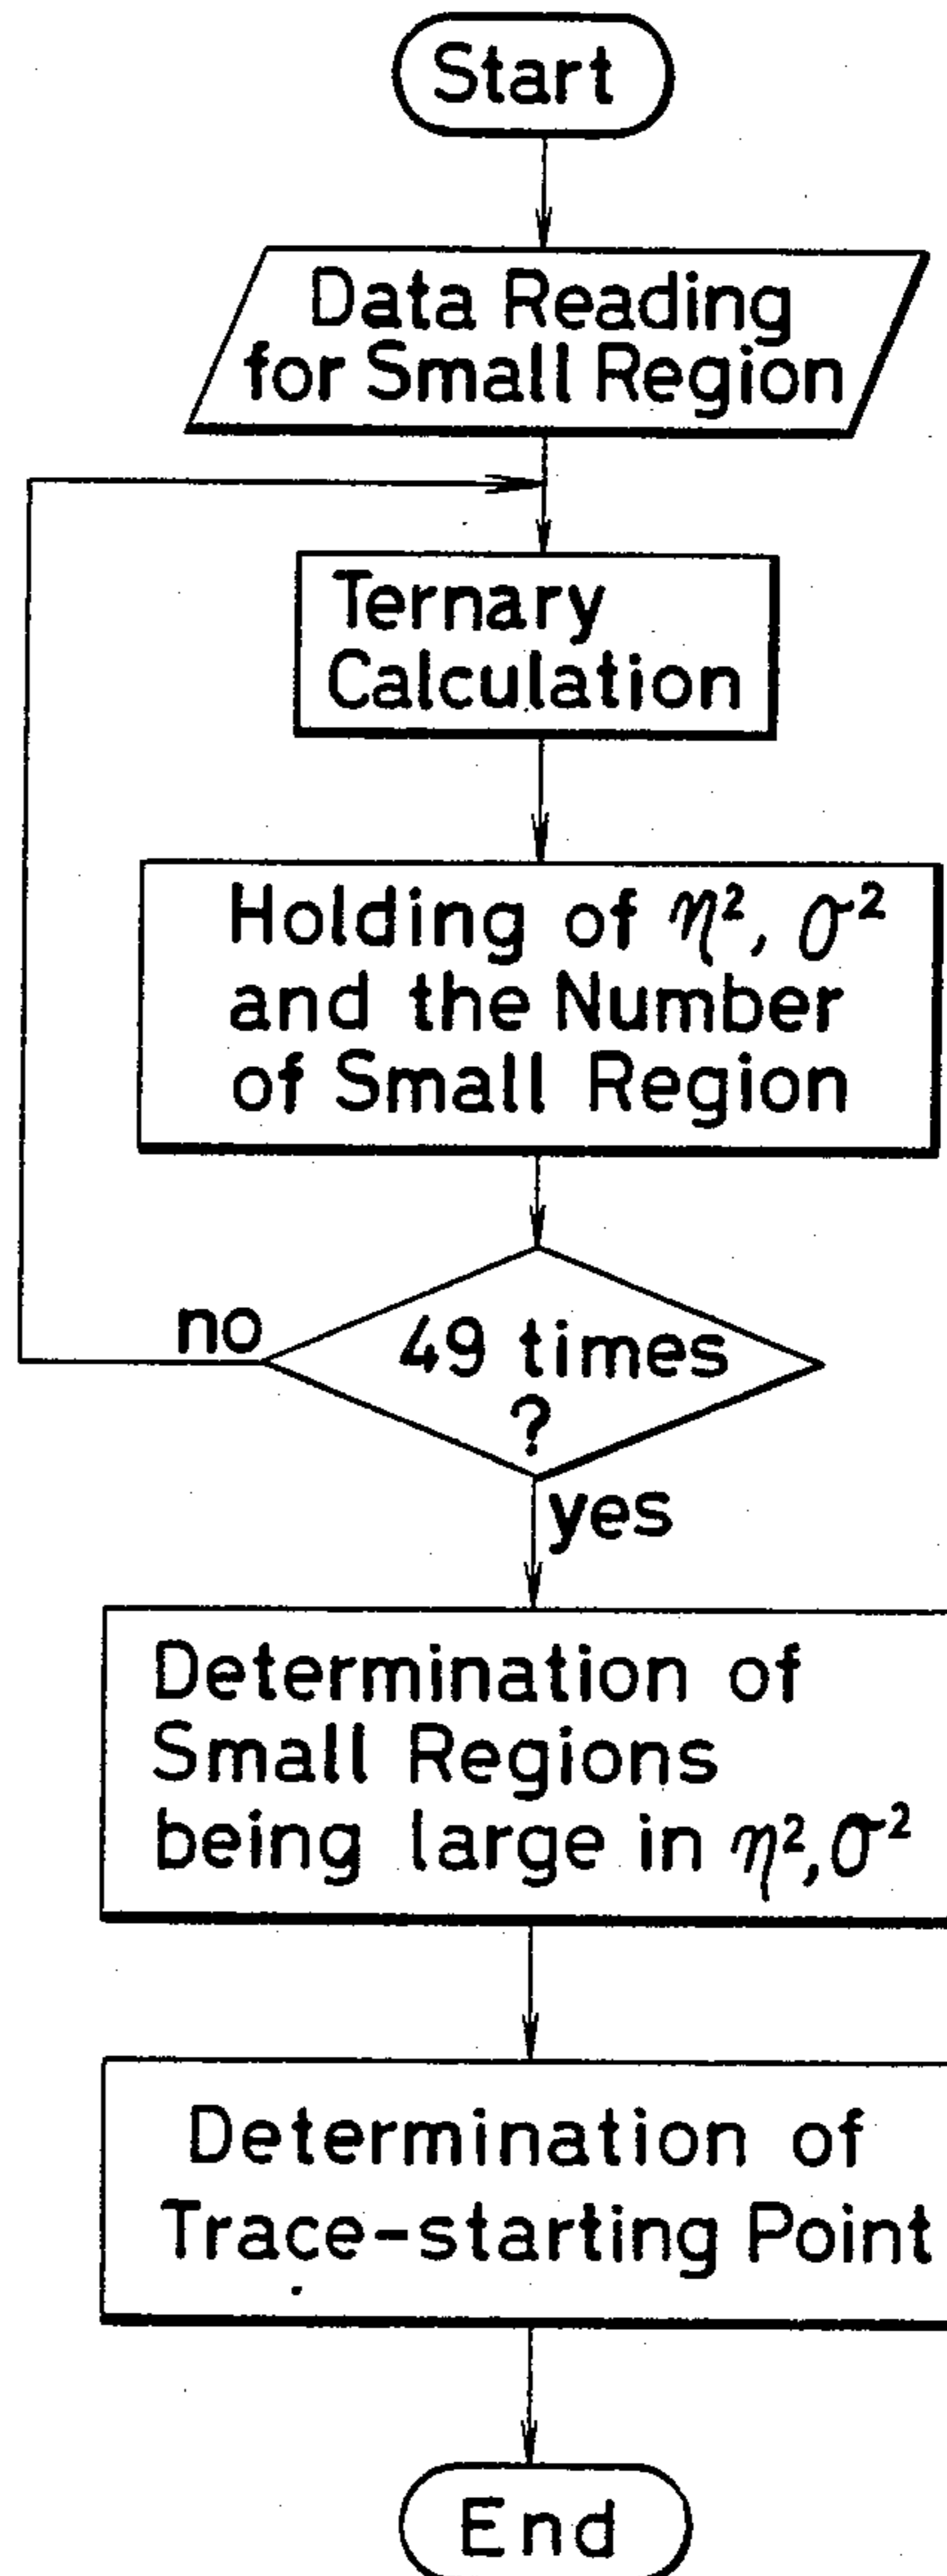 Start
Data Reading
for Small Region
Ternary
Calculation
Holding of η², σ²
and the Number
of Small Region
no
49 times
?
yes
Determination of
Small Regions
being large in η², σ²
Determination of
Trace-starting Point
End